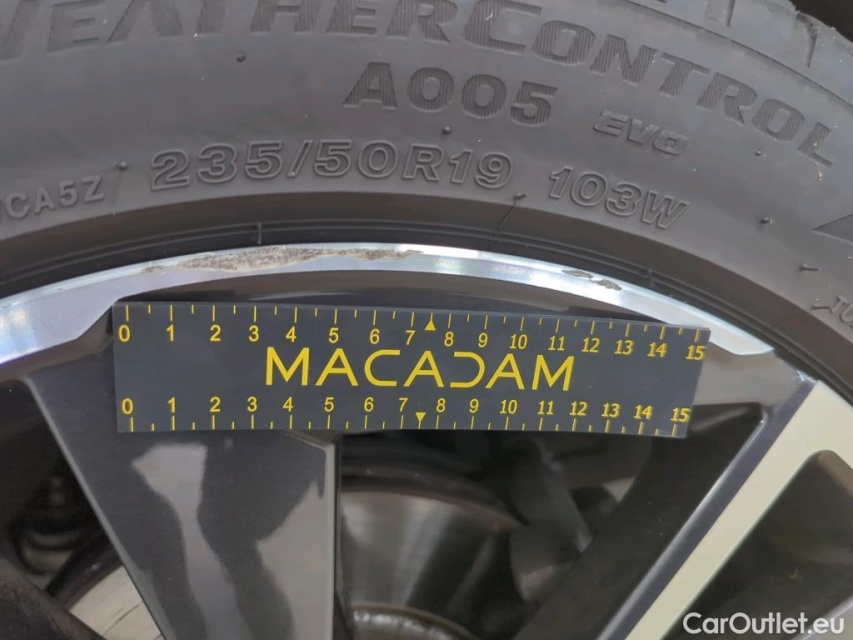 WEATHERCONTROL
A005 EVO
CA5Z 235/50R19 103W
0 1 2 3 4 5 6 7 8 9 10 11 12 13 14 15
MACADAM
0 1 2 3 4 5 6 7 8 9 10 11 12 13 14 15
CarOutlet.eu